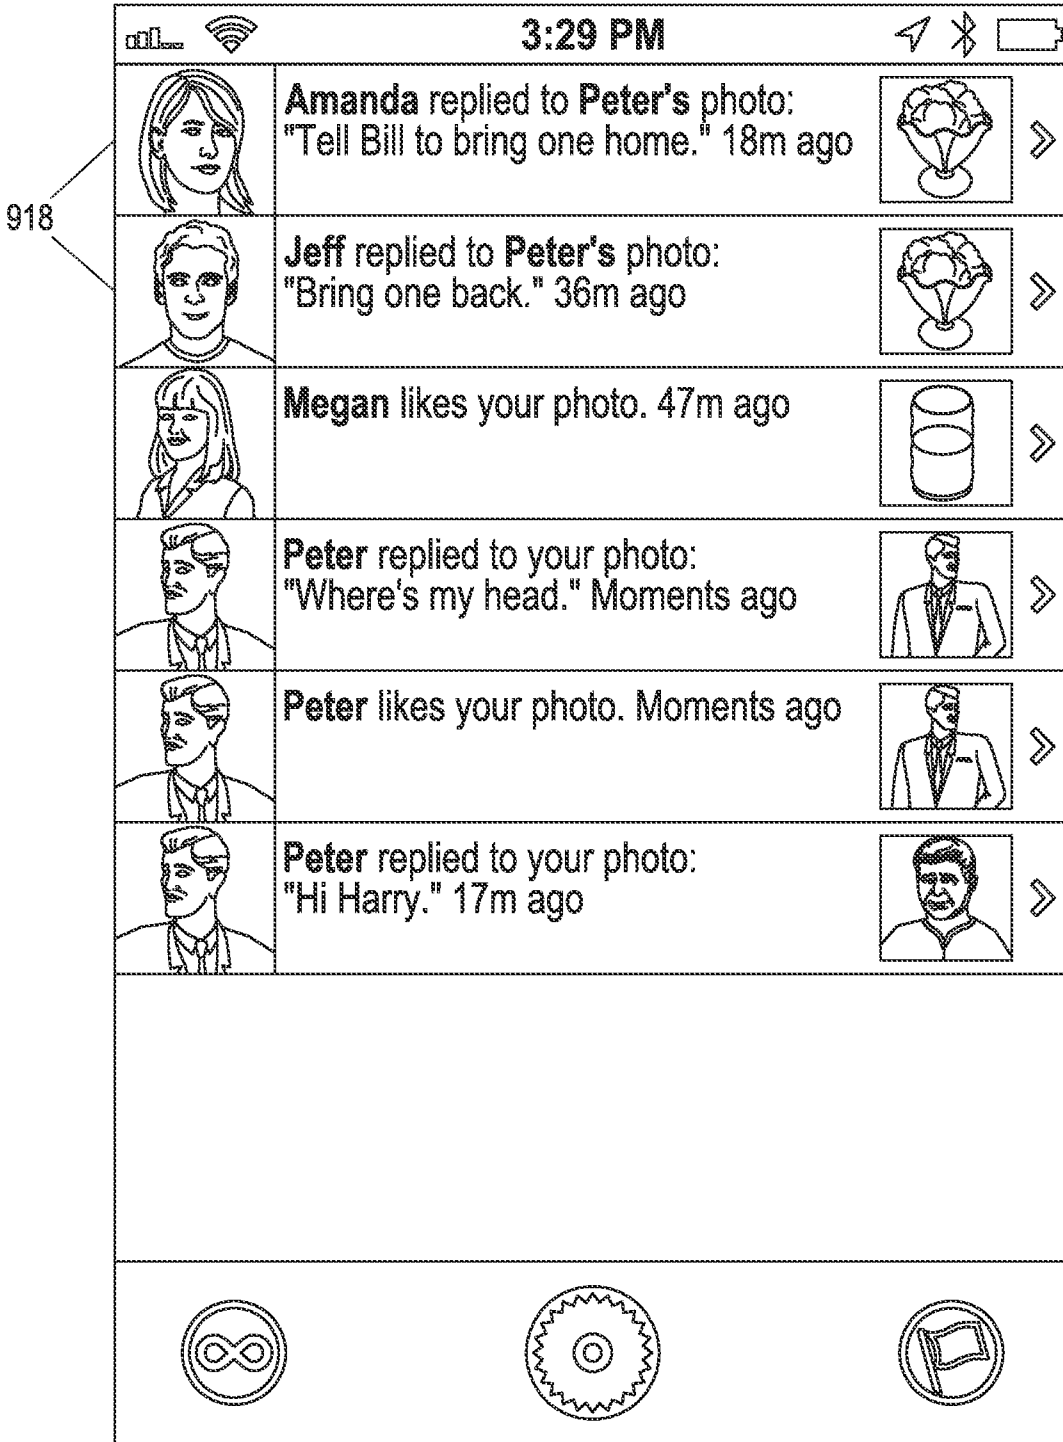 3:29 PM
Amanda replied to Peter's photo:
"Tell Bill to bring one home." 18m ago
918
Jeff replied to Peter's photo:
"Bring one back." 36m ago
Megan likes your photo. 47m ago
Peter replied to your photo:
"Where's my head." Moments ago
Peter likes your photo. Moments ago
Peter replied to your photo:
"Hi Harry." 17m ago